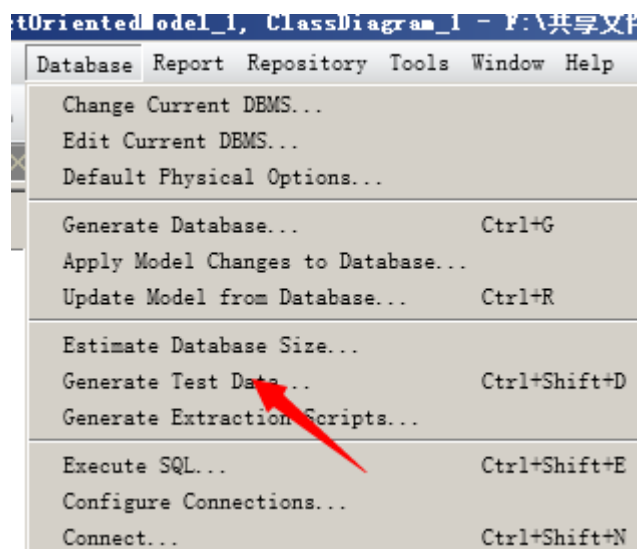 tOrientedModel_1, ClassDiagram_1 - F:\共享文件
Database Report Repository Tools Window Help
Change Current DBMS...
Edit Current DBMS...
Default Physical Options...
Generate Database... Ctrl+G
Apply Model Changes to Database...
Update Model from Database... Ctrl+R
Estimate Database Size...
Generate Test Data... Ctrl+Shift+D
Generate Extraction Scripts...
Execute SQL... Ctrl+Shift+E
Configure Connections...
Connect... Ctrl+Shift+N